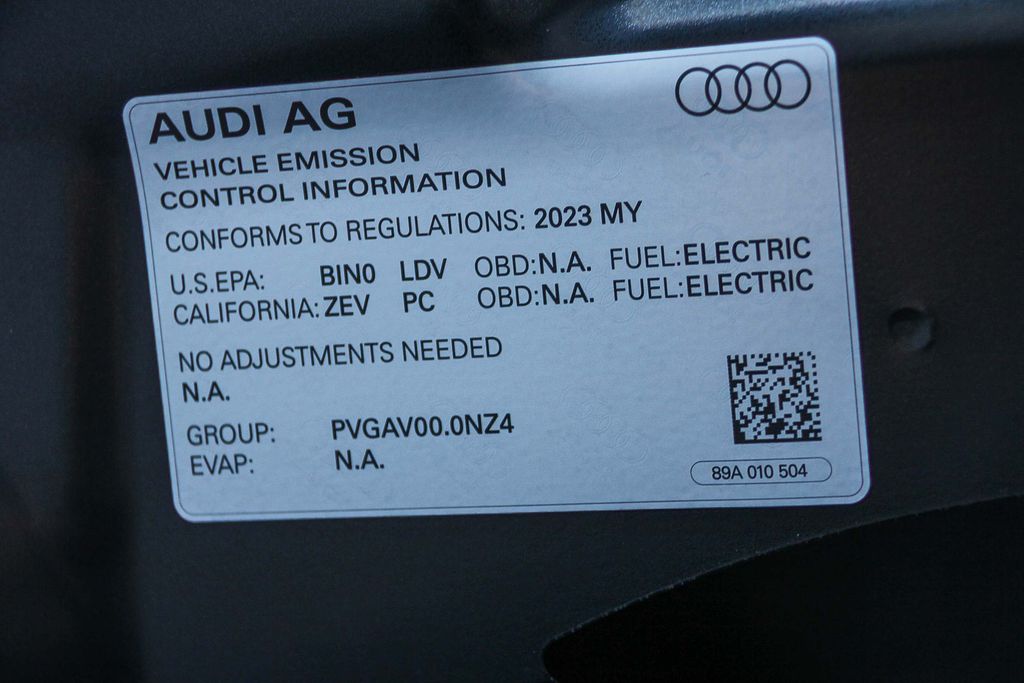 AUDI AG
VEHICLE EMISSION
CONTROL INFORMATION
CONFORMS TO REGULATIONS: 2023 MY
U.S.EPA: BIN0 LDV OBD:N.A. FUEL:ELECTRIC
CALIFORNIA: ZEV PC OBD:N.A. FUEL:ELECTRIC
NO ADJUSTMENTS NEEDED
N.A.
GROUP: PVGAV00.0NZ4
EVAP: N.A.
89A 010 504